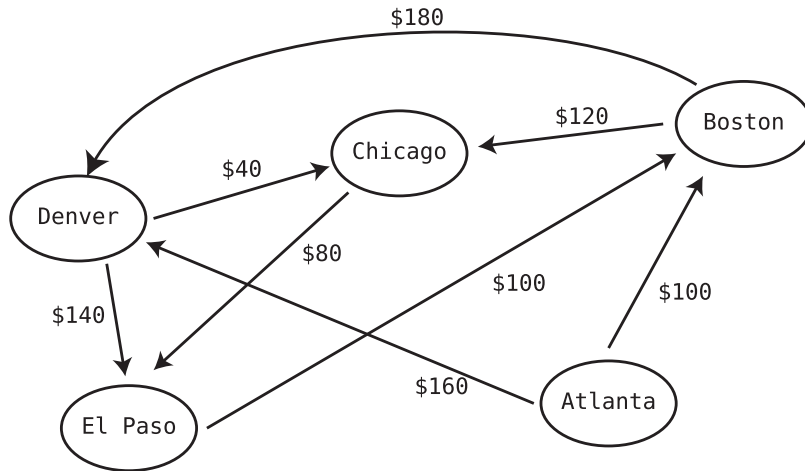 $180
$120
Boston
Chicago
$40
Denver
$80
$100
$100
$140
$160
Atlanta
El Paso